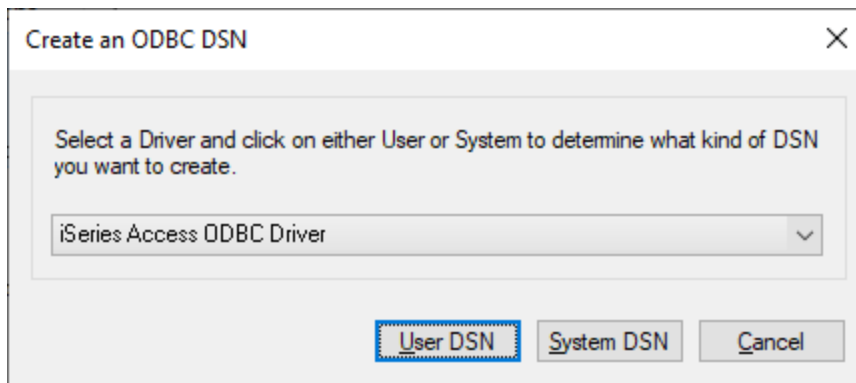 Create an ODBC DSN
Select a Driver and click on either User or System to determine what kind of DSN
you want to create.
iSeries Access ODBC Driver
User DSN
System DSN
Cancel